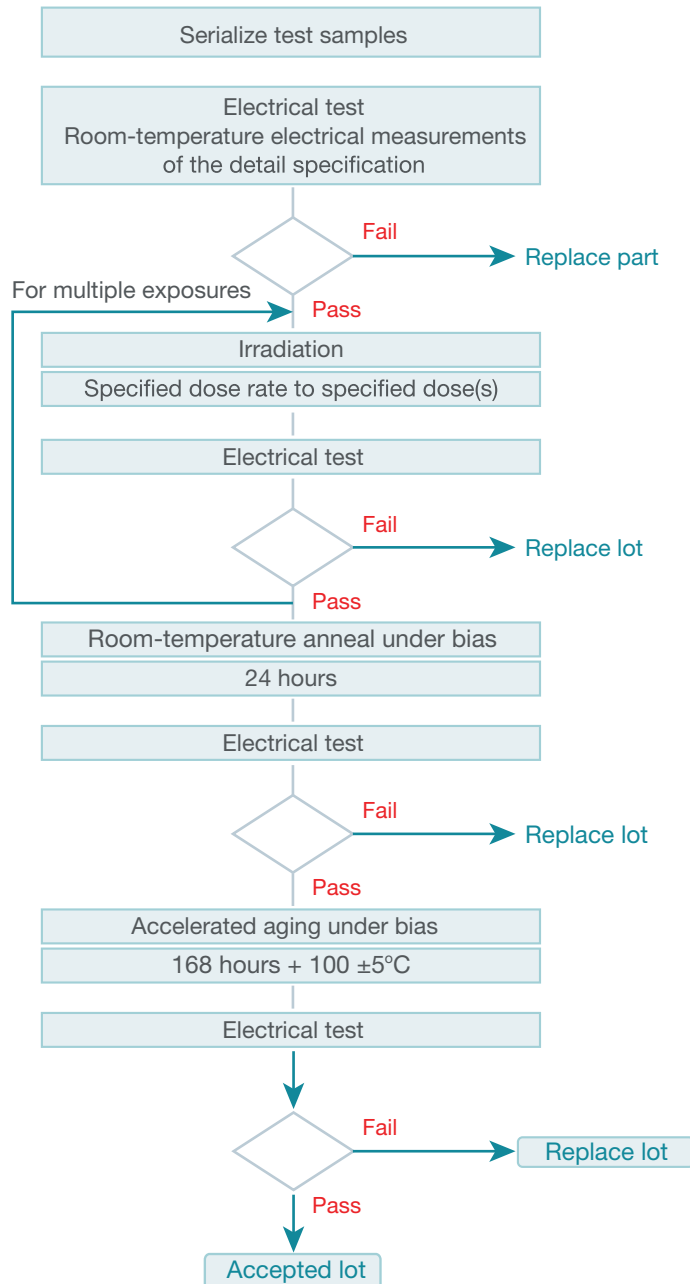 Serialize test samples
Electrical test
Room-temperature electrical measurements
of the detail specification
Fail
Replace part
For multiple exposures
Pass
Irradiation
Specified dose rate to specified dose(s)
Electrical test
Fail
Replace lot
Pass
Room-temperature anneal under bias
24 hours
Electrical test
Fail
Replace lot
Pass
Accelerated aging under bias
168 hours + 100 ±5°C
Electrical test
Fail
Replace lot
Pass
Accepted lot